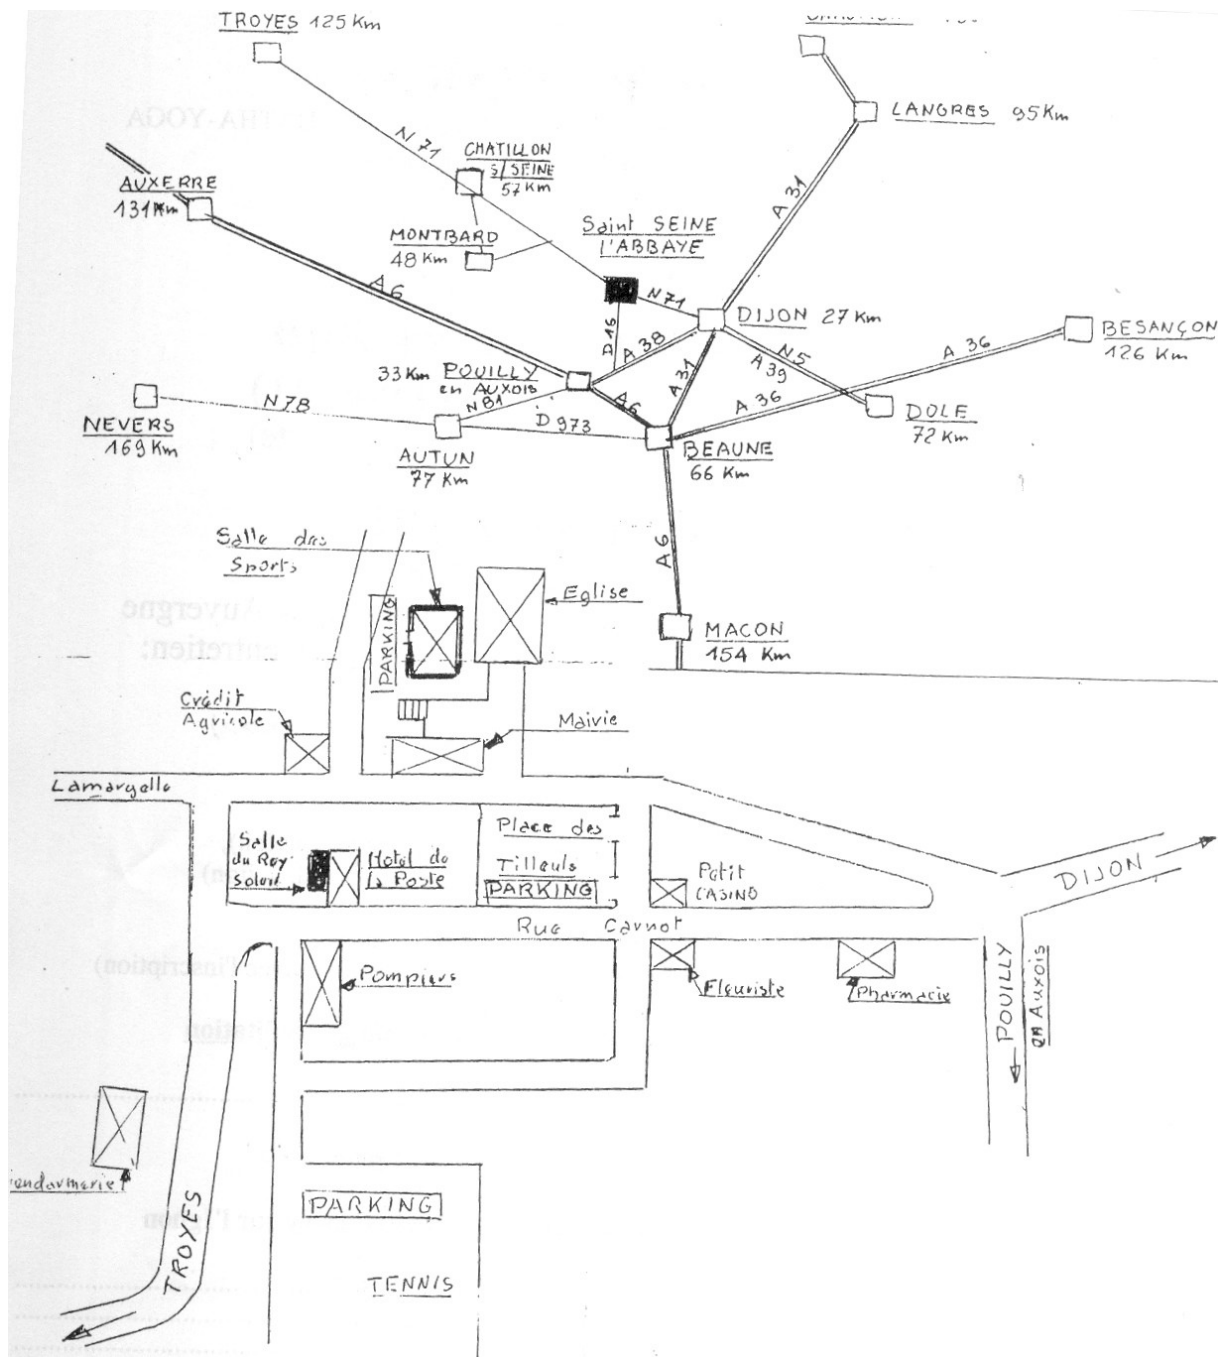 TROYES 125 Km
LANGRES 95 Km
N 71
CHATILLON
S/SEINE
57 Km
A 31
AUXERRE
131 Km
MONTBARD
48 Km
Saint SEINE
l'ABBAYE
A 6
N 71
DIJON 27 Km
BESANÇON
126 Km
D 16
A 38
A 31
N 5
A 39
A 36
A 36
33 Km POUILLY
en AUXOIS
N 81
A 6
NEVERS
169 Km
N 78
D 973
DOLE
72 Km
AUTUN
77 Km
BEAUNE
66 Km
A 6
MACON
154 Km
Salle des
Sports
PARKING
Eglise
Crédit
Agricole
Mairie
Lamargelle
Salle
du Roy
Soleil
Hotel de
la Poste
Place des
Tilleuls
PARKING
Petit
CASINO
DIJON
Rue Carnot
Pompiers
Fleuriste
Pharmacie
POUILLY
en Auxois
endarmerie
TROYES
PARKING
TENNIS